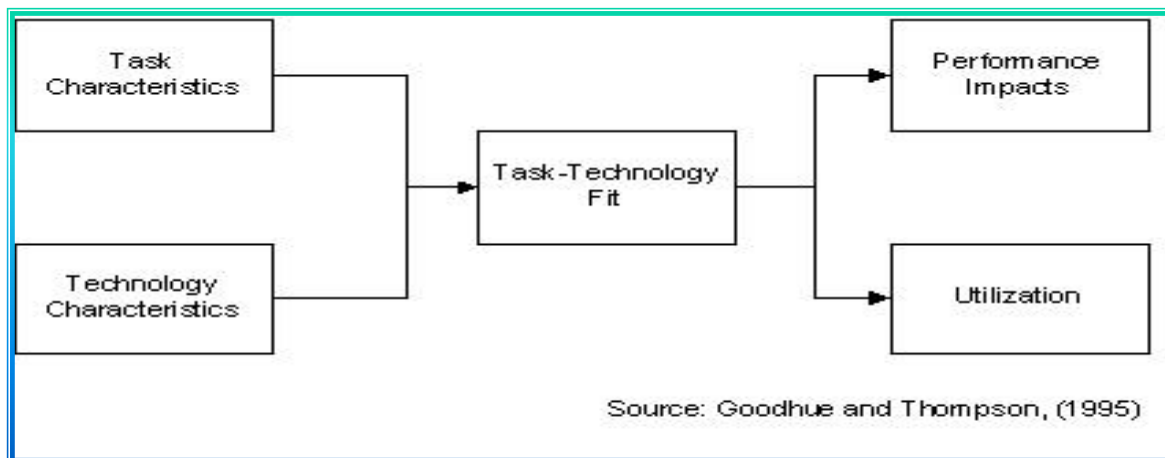 Task
Characteristics
Performance
Impacts
Task-Technology
Fit
Technology
Characteristics
Utilization
Source: Goodhue and Thompson, (1995)